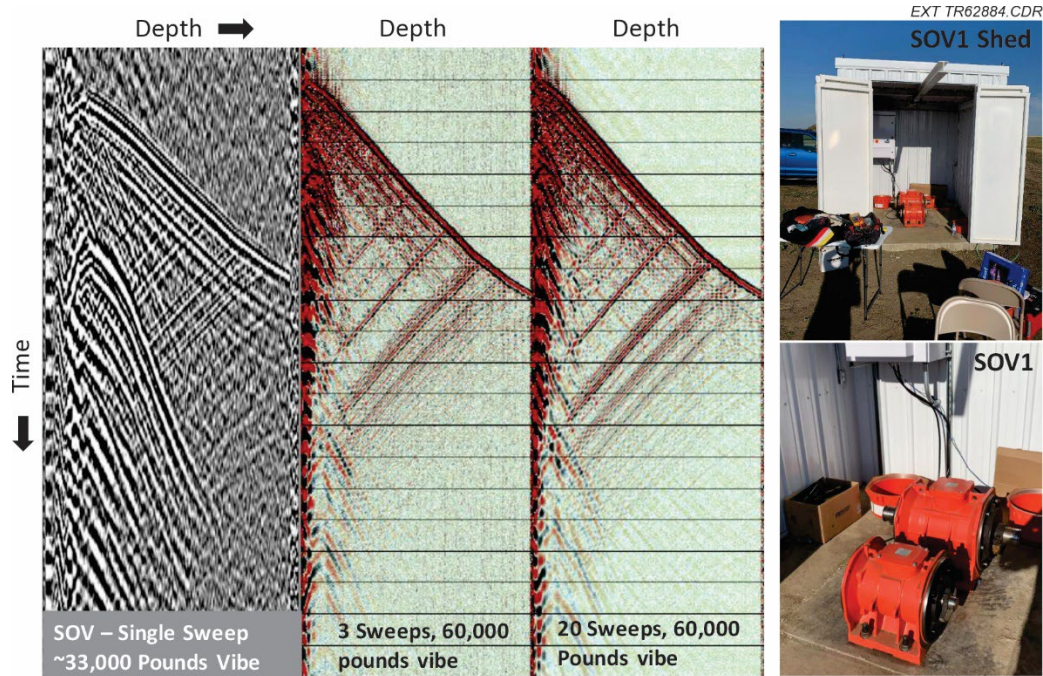 EXT TR62884.CDR
Depth
Depth
Depth
SOV1 Shed
Time
SOV1
SOV – Single Sweep
~33,000 Pounds Vibe
3 Sweeps, 60,000
pounds vibe
20 Sweeps, 60,000
Pounds vibe